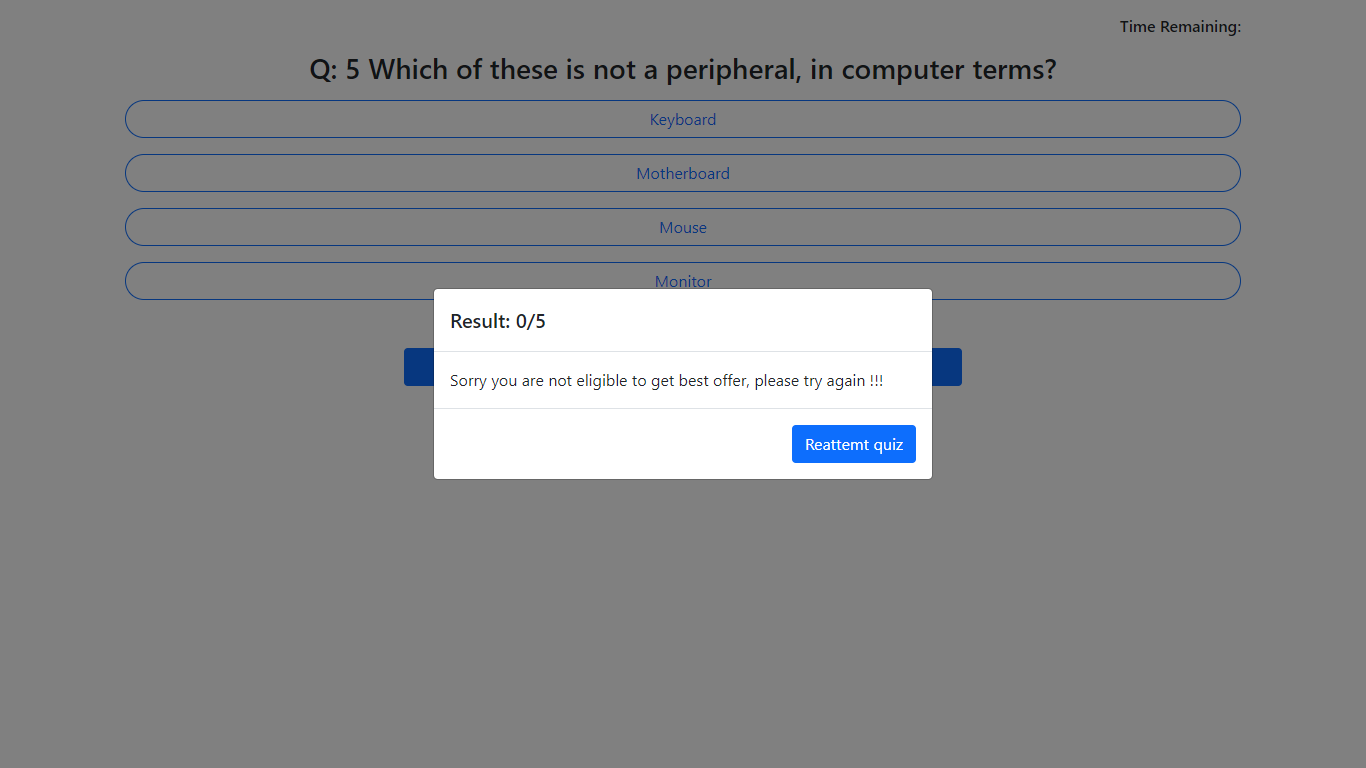 Time Remaining:
Q: 5 Which of these is not a peripheral, in computer terms?
Keyboard
Motherboard
Mouse
Monitor
Result: 0/5
Sorry you are not eligible to get best offer, please try again !!!
Reattemt quiz